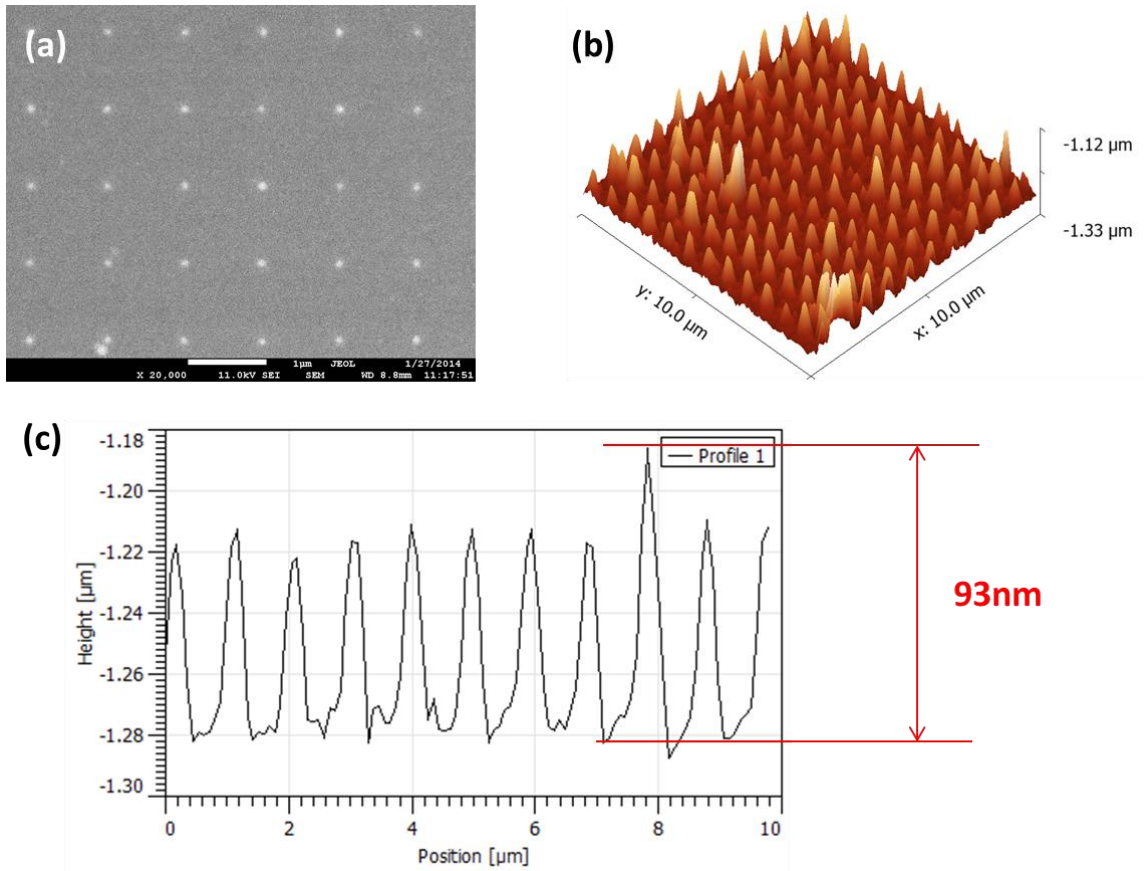 (a)
1μm JEOL 1/27/2014
X 20,000 11.0kV SEI SEM WD 8.8mm 11:17:51
(b)
-1.12 µm
-1.33 µm
y: 10.0 µm
x: 10.0 µm
(c)
-1.18
-1.20
-1.22
-1.24
-1.26
-1.28
-1.30
Height [µm]
Profile 1
93nm
0 2 4 6 8 10
Position [µm]